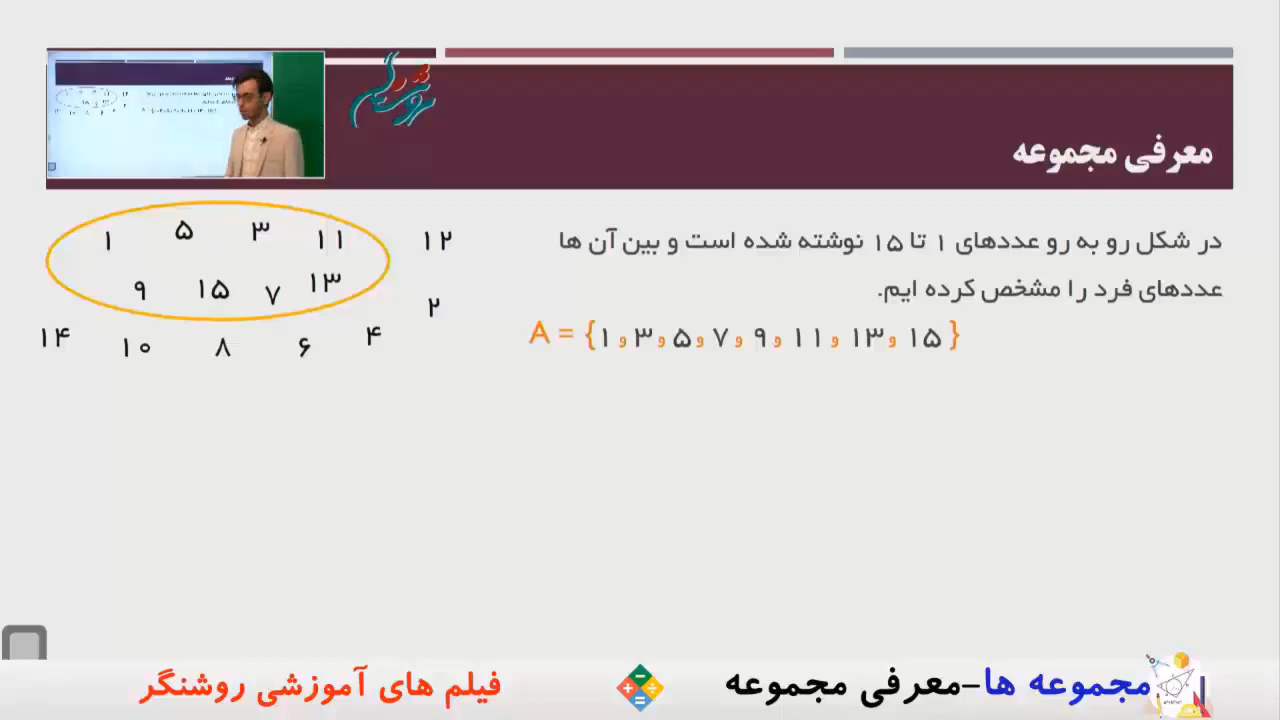 معرفی مجموعه
در شکل رو به رو عددهای ۱ تا ۱۵ نوشته شده است و بین آن ها
عددهای فرد را مشخص کرده ایم.
A = {۱ و ۳ و ۵ و ۷ و ۹ و ۱۱ و ۱۳ و ۱۵}
۱ ۵ ۳ ۱۱ ۱۲
۹ ۱۵ ۷ ۱۳ ۲
۱۴ ۱۰ ۸ ۶ ۴
مجموعه ها-معرفی مجموعه
فیلم های آموزشی روشنگر